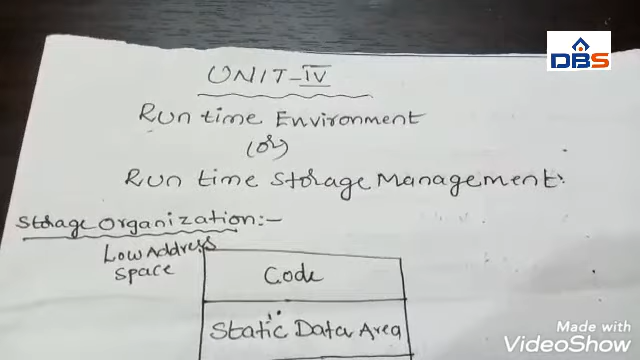 DBS
UNIT-IV
Run time Environment
(or)
Run time Storage Management:
Storage Organization:-
Low Address
Space
Code
Static Data Area
Made with
VideoShow